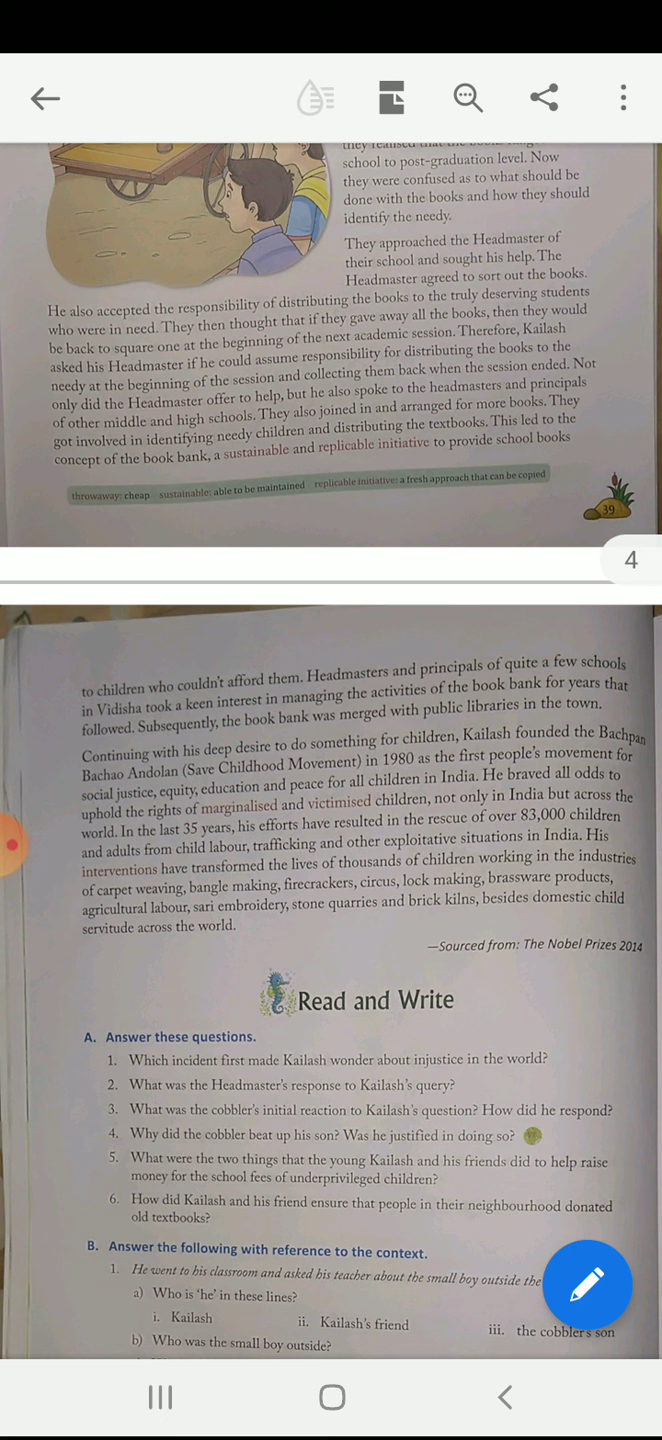 school to post-graduation level. Now
they were confused as to what should be
done with the books and how they should
identify the needy.
They approached the Headmaster of
their school and sought his help. The
Headmaster agreed to sort out the books.
He also accepted the responsibility of distributing the books to the truly deserving students
who were in need. They then thought that if they gave away all the books, then they would
be back to square one at the beginning of the next academic session. Therefore, Kailash
asked his Headmaster if he could assume responsibility for distributing the books to the
needy at the beginning of the session and collecting them back when the session ended. Not
only did the Headmaster offer to help, but he also spoke to the headmasters and principals
of other middle and high schools. They also joined in and arranged for more books. They
got involved in identifying needy children and distributing the textbooks. This led to the
concept of the book bank, a sustainable and replicable initiative to provide school books
throwaway: cheap sustainable: able to be maintained replicable initiative: a fresh approach that can be copied
39
4
to children who couldn't afford them. Headmasters and principals of quite a few schools
in Vidisha took a keen interest in managing the activities of the book bank for years that
followed. Subsequently, the book bank was merged with public libraries in the town.
Continuing with his deep desire to do something for children, Kailash founded the Bachpan
Bachao Andolan (Save Childhood Movement) in 1980 as the first people's movement for
social justice, equity, education and peace for all children in India. He braved all odds to
uphold the rights of marginalised and victimised children, not only in India but across the
world. In the last 35 years, his efforts have resulted in the rescue of over 83,000 children
and adults from child labour, trafficking and other exploitative situations in India. His
interventions have transformed the lives of thousands of children working in the industries
of carpet weaving, bangle making, firecrackers, circus, lock making, brassware products,
agricultural labour, sari embroidery, stone quarries and brick kilns, besides domestic child
servitude across the world.
—Sourced from: The Nobel Prizes 2014
Read and Write
A. Answer these questions.
1. Which incident first made Kailash wonder about injustice in the world?
2. What was the Headmaster's response to Kailash's query?
3. What was the cobbler's initial reaction to Kailash's question? How did he respond?
4. Why did the cobbler beat up his son? Was he justified in doing so?
5. What were the two things that the young Kailash and his friends did to help raise
money for the school fees of underprivileged children?
6. How did Kailash and his friend ensure that people in their neighbourhood donated
old textbooks?
B. Answer the following with reference to the context.
1. He went to his classroom and asked his teacher about the small boy outside the
a) Who is 'he' in these lines?
i. Kailash ii. Kailash's friend iii. the cobbler's son
b) Who was the small boy outside?